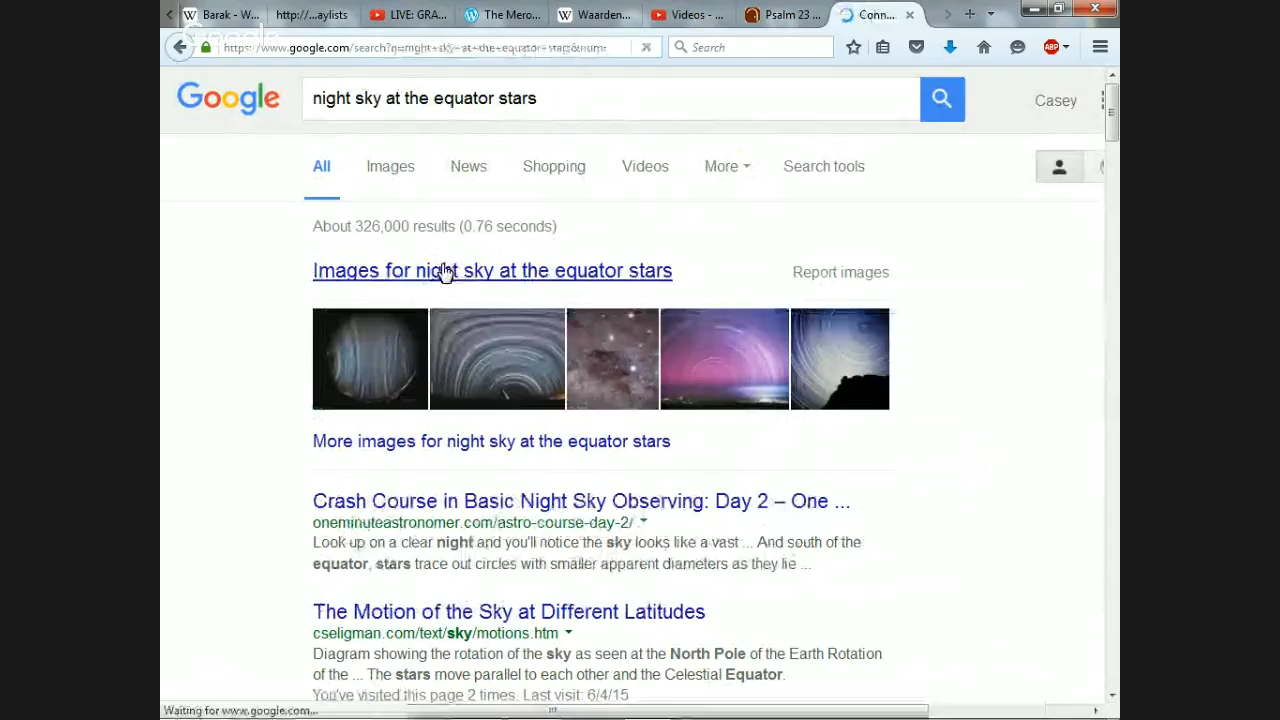 Barak - W...
http://...aylists
LIVE: GRA...
The Mero...
Waarden...
Videos - ...
Psalm 23 ...
Conn...
Google
Search
ABP
Google
night sky at the equator stars
Casey
All
Images
News
Shopping
Videos
More
Search tools
About 326,000 results (0.76 seconds)
Images for night sky at the equator stars
Report images
More images for night sky at the equator stars
Crash Course in Basic Night Sky Observing: Day 2 – One ...
oneminuteastronomer.com/astro-course-day-2/
Look up on a clear night and you'll notice the sky looks like a vast ... And south of the
equator, stars trace out circles with smaller apparent diameters as they lie ...
The Motion of the Sky at Different Latitudes
cseligman.com/text/sky/motions.htm
Diagram showing the rotation of the sky as seen at the North Pole of the Earth Rotation
of the ... The stars move parallel to each other and the Celestial Equator.
You've visited this page 2 times. Last visit: 6/4/15
Waiting for www.google.com...